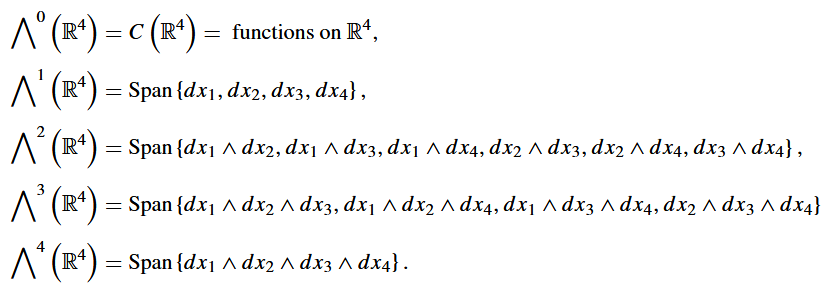 ⋀⁰(ℝ⁴) = C(ℝ⁴) = functions on ℝ⁴,
⋀¹(ℝ⁴) = Span{dx₁, dx₂, dx₃, dx₄},
⋀²(ℝ⁴) = Span{dx₁ ∧ dx₂, dx₁ ∧ dx₃, dx₁ ∧ dx₄, dx₂ ∧ dx₃, dx₂ ∧ dx₄, dx₃ ∧ dx₄},
⋀³(ℝ⁴) = Span{dx₁ ∧ dx₂ ∧ dx₃, dx₁ ∧ dx₂ ∧ dx₄, dx₁ ∧ dx₃ ∧ dx₄, dx₂ ∧ dx₃ ∧ dx₄}
⋀⁴(ℝ⁴) = Span{dx₁ ∧ dx₂ ∧ dx₃ ∧ dx₄}.